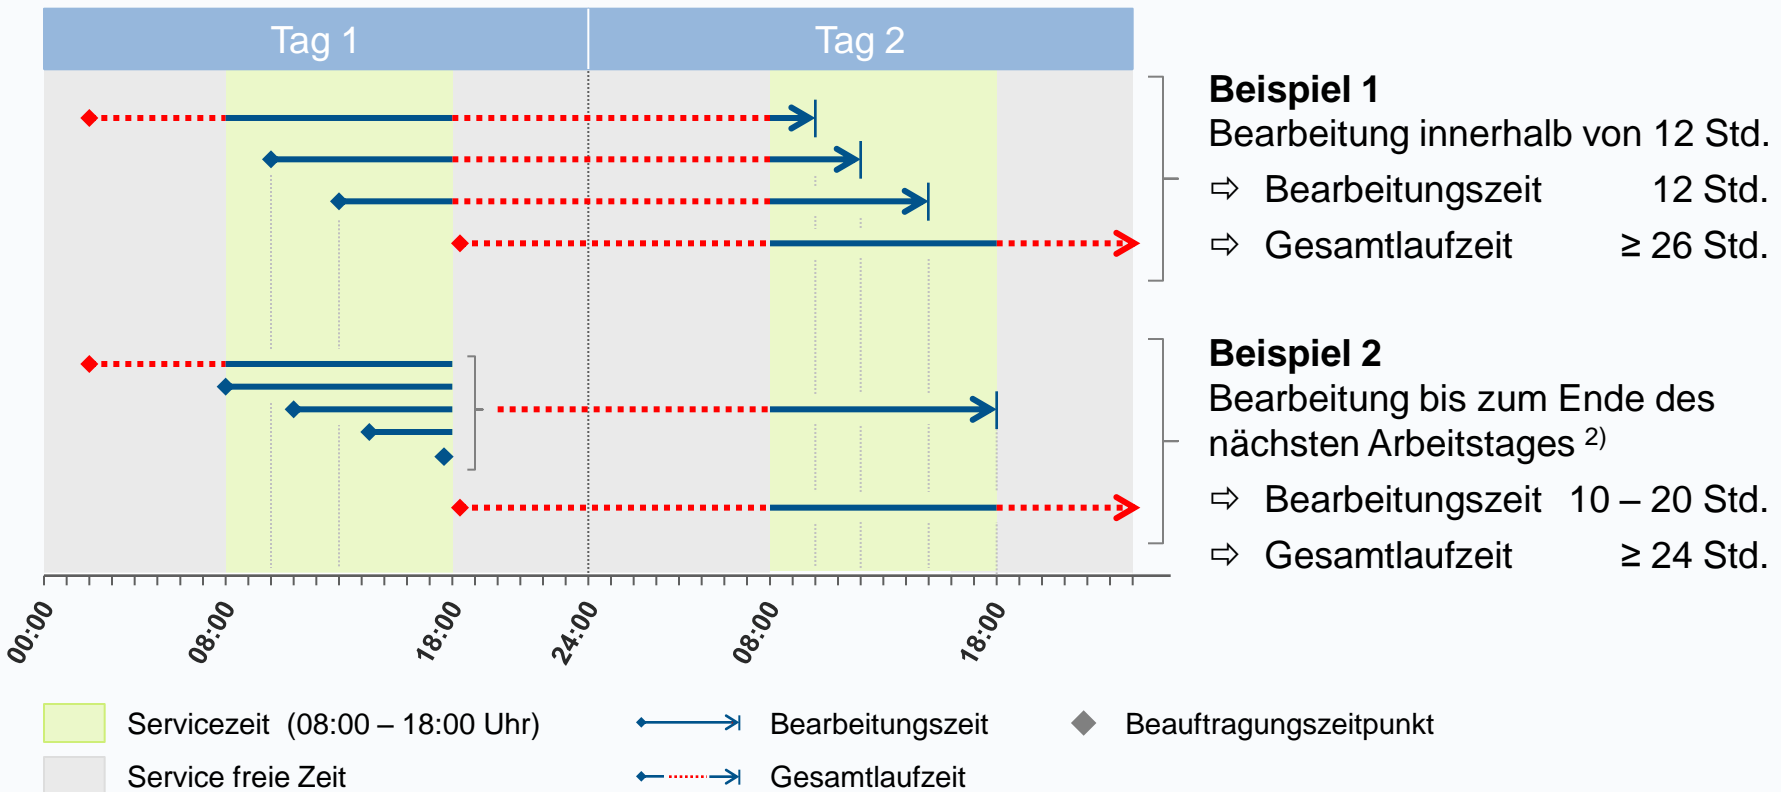 Tag 1
Tag 2
Beispiel 1
Bearbeitung innerhalb von 12 Std.
⇨ Bearbeitungszeit 12 Std.
⇨ Gesamtlaufzeit ≥ 26 Std.
Beispiel 2
Bearbeitung bis zum Ende des
nächsten Arbeitstages 2)
⇨ Bearbeitungszeit 10 – 20 Std.
⇨ Gesamtlaufzeit ≥ 24 Std.
00:00
08:00
18:00
24:00
08:00
18:00
Servicezeit (08:00 – 18:00 Uhr)
Bearbeitungszeit
Beauftragungszeitpunkt
Service freie Zeit
Gesamtlaufzeit